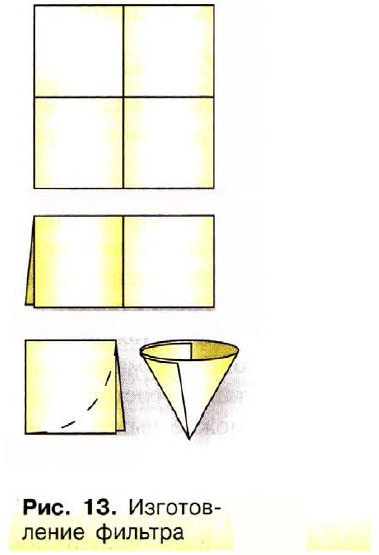 Рис. 13. Изготов-
ление фильтра